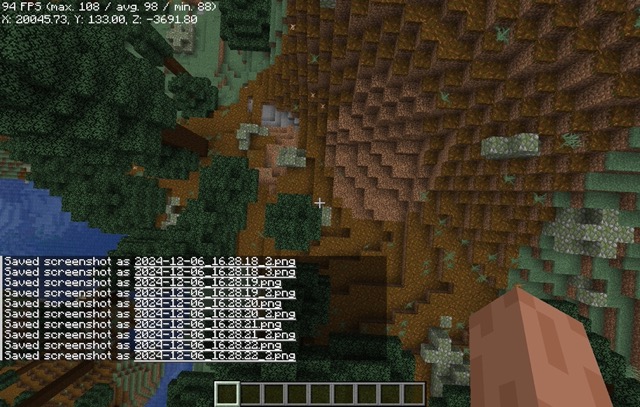 94 FPS (max. 108 / avg. 98 / min. 88)
X: 20045.73, Y: 133.00, Z: -3691.80
Saved screenshot as 2024-12-06_16.28.18_2.png
Saved screenshot as 2024-12-06_16.28.18_3.png
Saved screenshot as 2024-12-06_16.28.19.png
Saved screenshot as 2024-12-06_16.28.19_2.png
Saved screenshot as 2024-12-06_16.28.20.png
Saved screenshot as 2024-12-06_16.28.20_2.png
Saved screenshot as 2024-12-06_16.28.21.png
Saved screenshot as 2024-12-06_16.28.21_2.png
Saved screenshot as 2024-12-06_16.28.22.png
Saved screenshot as 2024-12-06_16.28.22_2.png